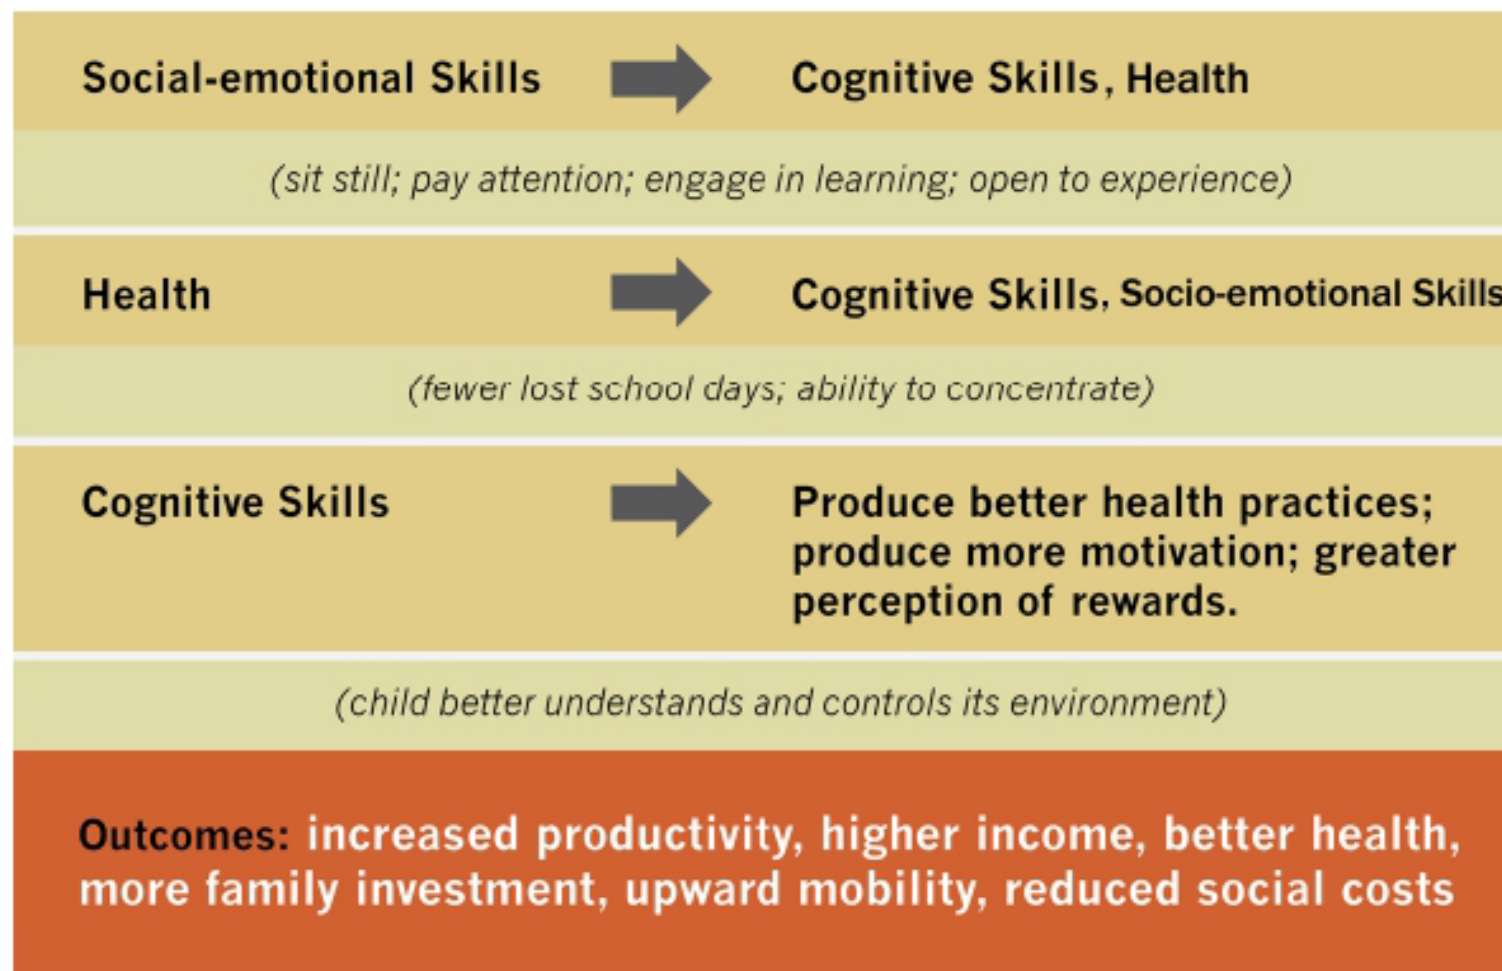 Social-emotional Skills Cognitive Skills, Health
(sit still; pay attention; engage in learning; open to experience)
Health Cognitive Skills, Socio-emotional Skills
(fewer lost school days; ability to concentrate)
Cognitive Skills Produce better health practices;
produce more motivation; greater
perception of rewards.
(child better understands and controls its environment)
Outcomes: increased productivity, higher income, better health,
more family investment, upward mobility, reduced social costs